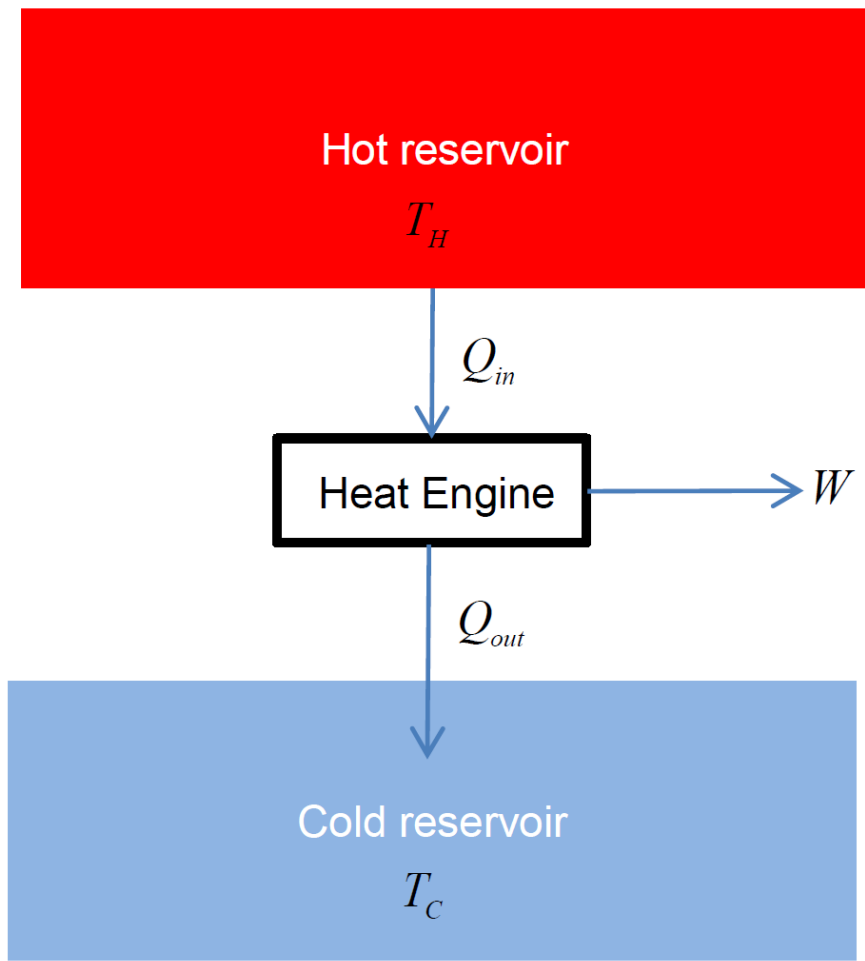 Hot reservoir
T_H
Q_in
Heat Engine
W
Q_out
Cold reservoir
T_C